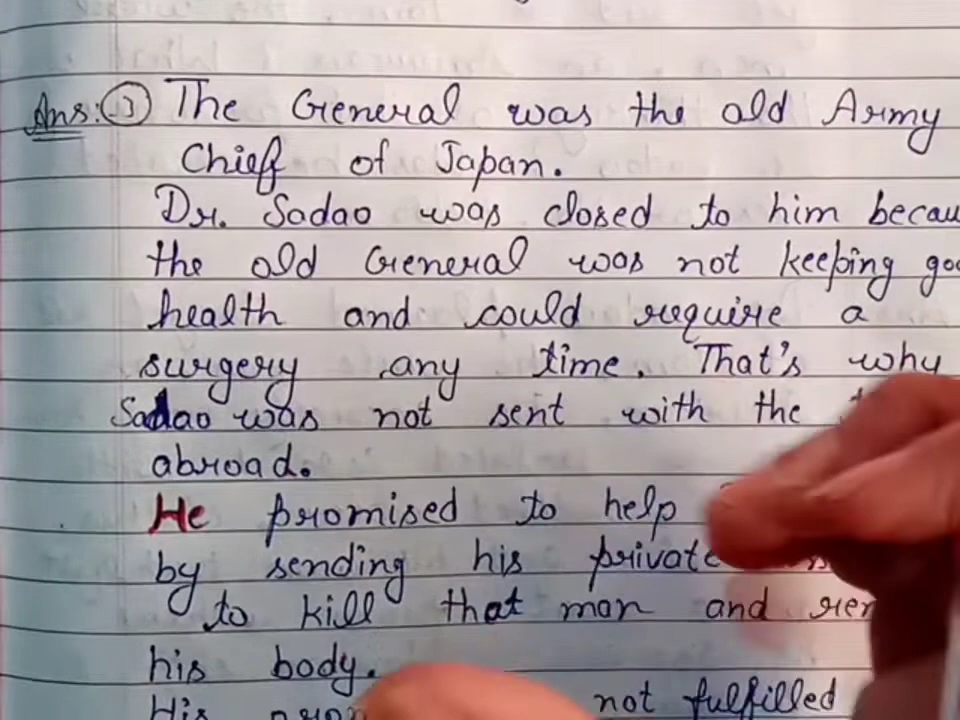 Ans:
The General was the old Army
Chief of Japan.
Dr. Sadao was closed to him becau
the old General was not keeping goo
health and could require a
surgery any time. That's why
Sadao was not sent with the
abroad.
He promised to help
by sending his private
to kill that man and rem
his body.
His not fulfilled